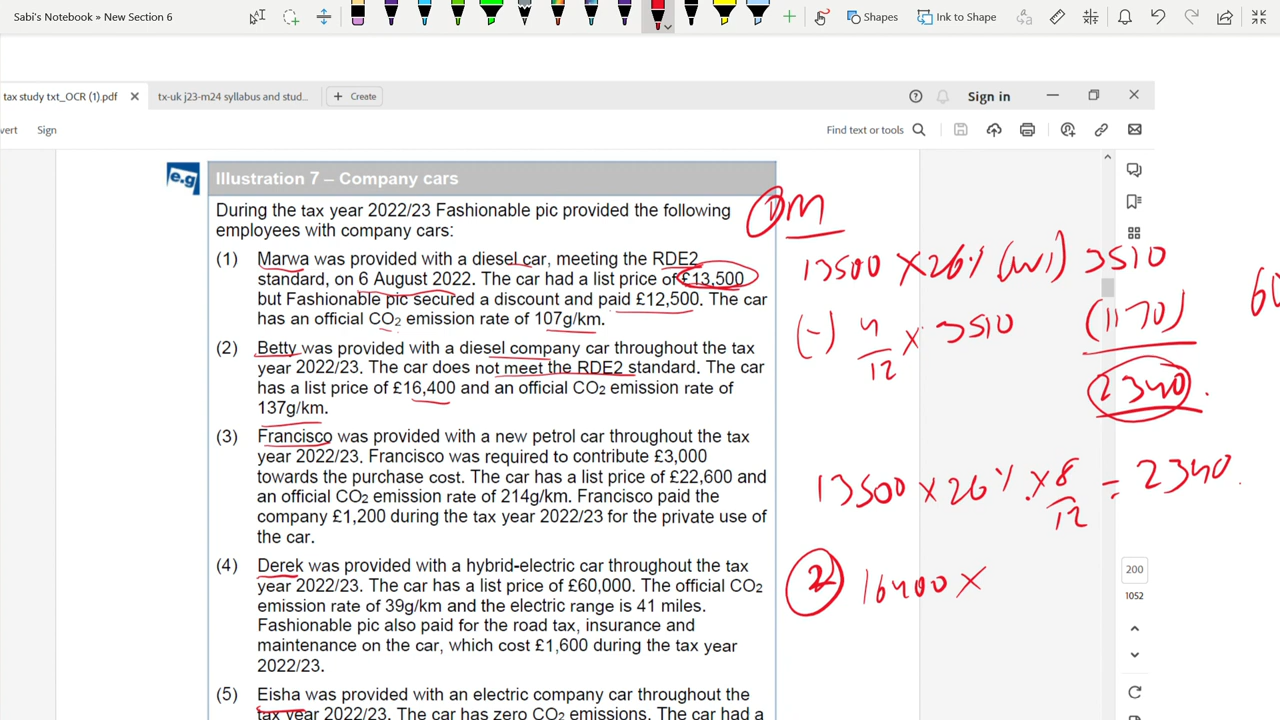 Sabi's Notebook » New Section 6
Shapes
Ink to Shape
tax study txt_OCR (1).pdf
tx-uk j23-m24 syllabus and stud...
Create
Sign in
vert
Sign
Find text or tools
e.g
Illustration 7 – Company cars
During the tax year 2022/23 Fashionable pic provided the following
employees with company cars:
(1) Marwa was provided with a diesel car, meeting the RDE2
standard, on 6 August 2022. The car had a list price of £13,500
but Fashionable pic secured a discount and paid £12,500. The car
has an official CO2 emission rate of 107g/km.
(2) Betty was provided with a diesel company car throughout the tax
year 2022/23. The car does not meet the RDE2 standard. The car
has a list price of £16,400 and an official CO2 emission rate of
137g/km.
(3) Francisco was provided with a new petrol car throughout the tax
year 2022/23. Francisco was required to contribute £3,000
towards the purchase cost. The car has a list price of £22,600 and
an official CO2 emission rate of 214g/km. Francisco paid the
company £1,200 during the tax year 2022/23 for the private use of
the car.
(4) Derek was provided with a hybrid-electric car throughout the tax
year 2022/23. The car has a list price of £60,000. The official CO2
emission rate of 39g/km and the electric range is 41 miles.
Fashionable pic also paid for the road tax, insurance and
maintenance on the car, which cost £1,600 during the tax year
2022/23.
(5) Eisha was provided with an electric company car throughout the
tax year 2022/23. The car has zero CO2 emissions. The car had a
① M
13500 × 26% (W1) 3510
(-) 4/12 × 3510 (1170)
2340
13500 × 26% × 8/12 = 2340
② 16400 ×
60
200
1052